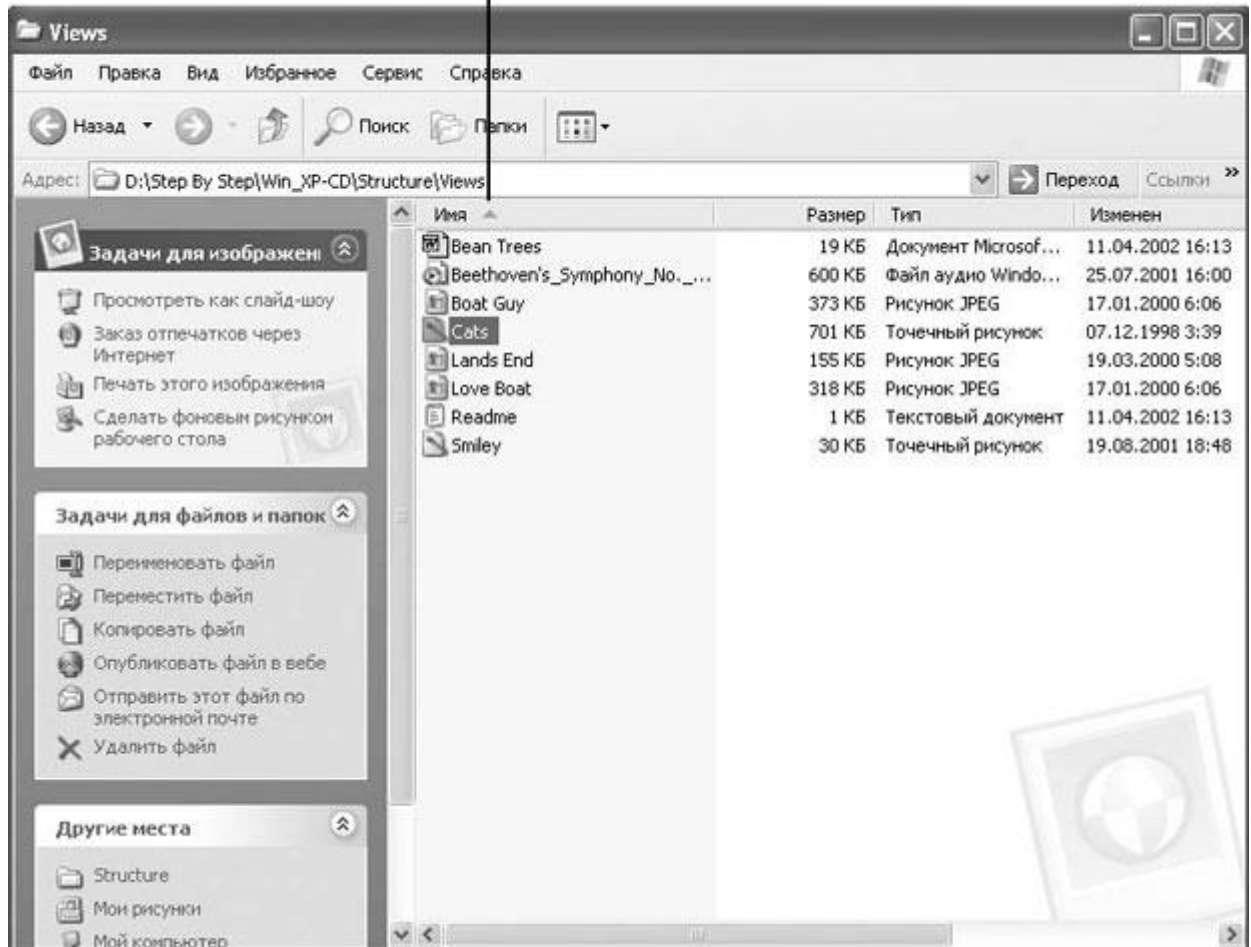 Views
Файл Правка Вид Избранное Сервис Справка
Назад Поиск Папки
Адрес: D:\Step By Step\Win_XP-CD\Structure\Views Переход Ссылки »
Задачи для изображені
Просмотреть как слайд-шоу
Заказ отпечатков через
Интернет
Печать этого изображения
Сделать фоновым рисунком
рабочего стола
Задачи для файлов и папок
Переименовать файл
Переместить файл
Копировать файл
Опубликовать файл в вебе
Отправить этот файл по
электронной почте
Удалить файл
Другие места
Structure
Мои рисунки
Мой компьютер
Имя Размер Тип Изменен
Bean Trees 19 КБ Документ Microsof... 11.04.2002 16:13
Beethoven's_Symphony_No._... 600 КБ Файл аудио Windo... 25.07.2001 16:00
Boat Guy 373 КБ Рисунок JPEG 17.01.2000 6:06
Cats 701 КБ Точечный рисунок 07.12.1998 3:39
Lands End 155 КБ Рисунок JPEG 19.03.2000 5:08
Love Boat 318 КБ Рисунок JPEG 17.01.2000 6:06
Readme 1 КБ Текстовый документ 11.04.2002 16:13
Smiley 30 КБ Точечный рисунок 19.08.2001 18:48